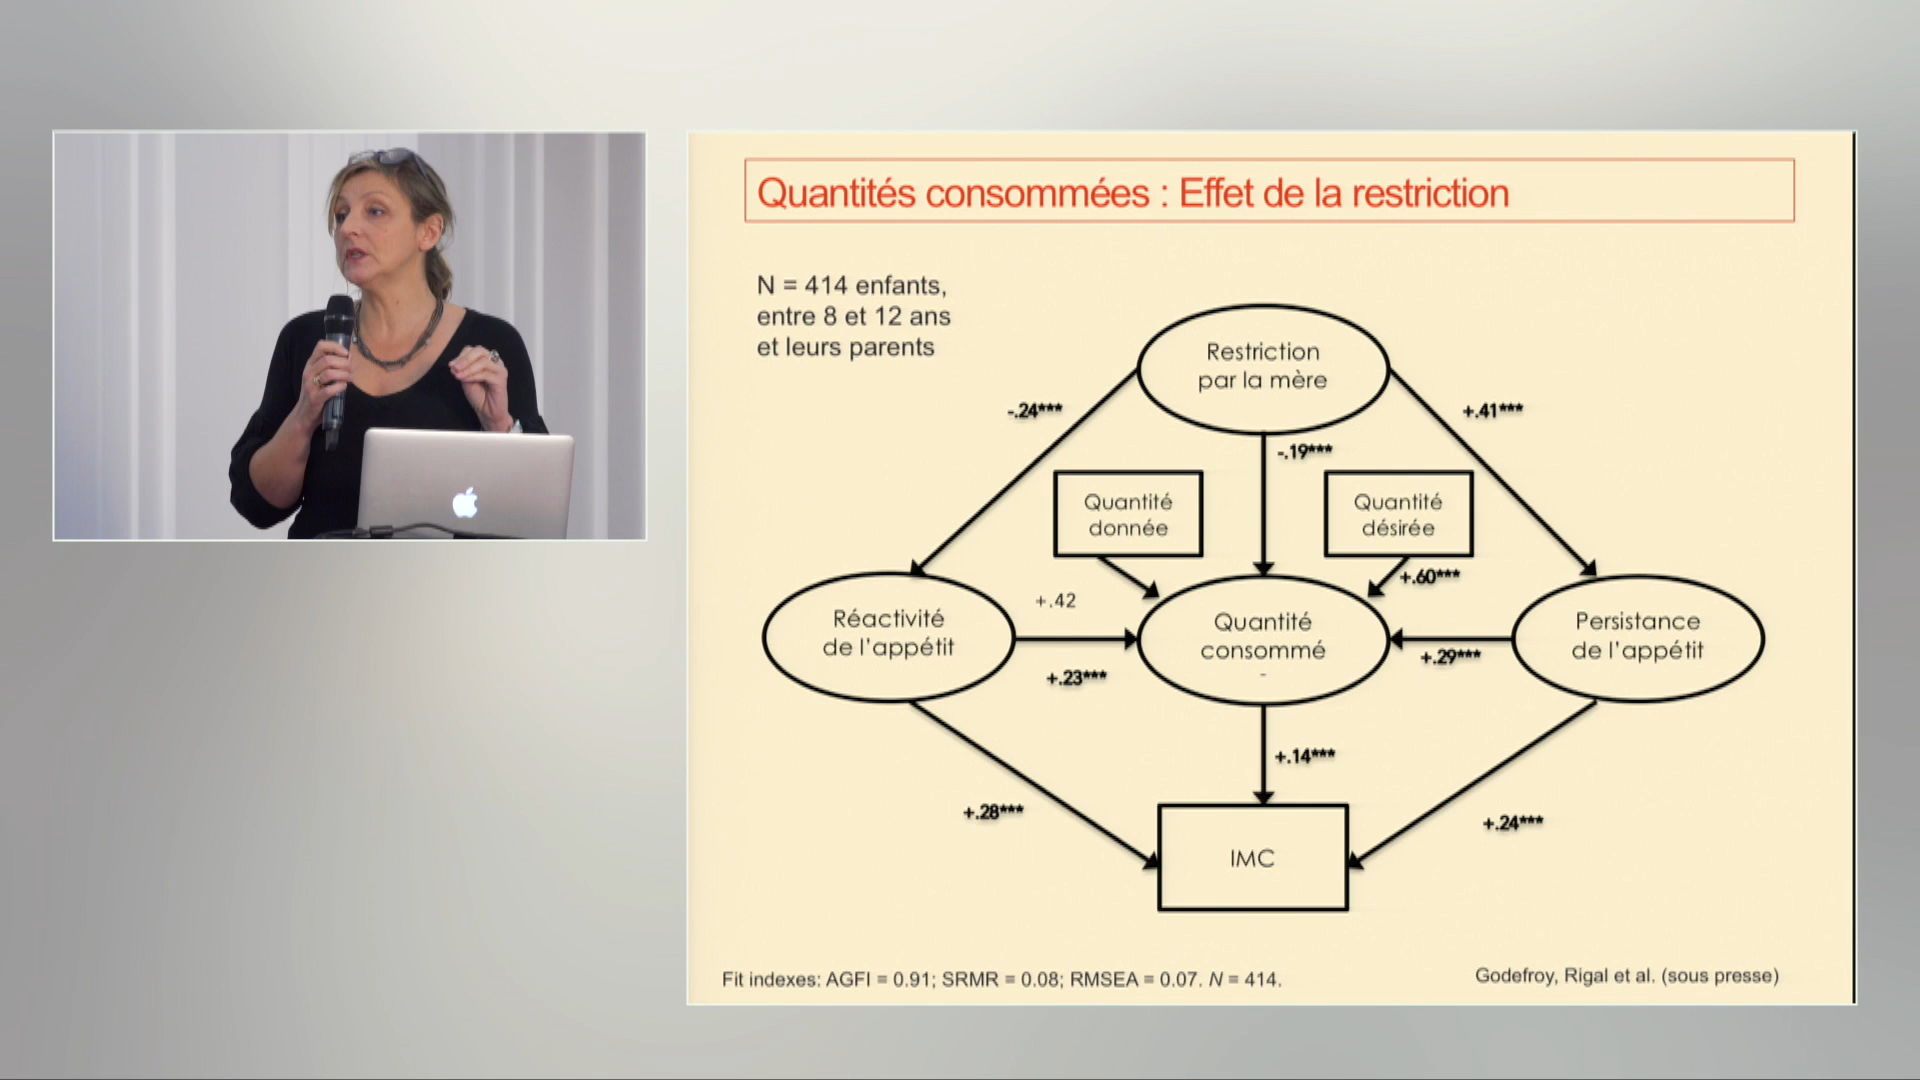 Quantités consommées : Effet de la restriction
N = 414 enfants,
entre 8 et 12 ans
et leurs parents
Restriction
par la mère
-.24***
+.41***
-.19***
Quantité
donnée
Quantité
désirée
+.60***
+.42
Réactivité
de l'appétit
Quantité
consommé
-
Persistance
de l'appétit
+.23***
+.29***
+.14***
+.28***
+.24***
IMC
Fit indexes: AGFI = 0.91; SRMR = 0.08; RMSEA = 0.07. N = 414.
Godefroy, Rigal et al. (sous presse)